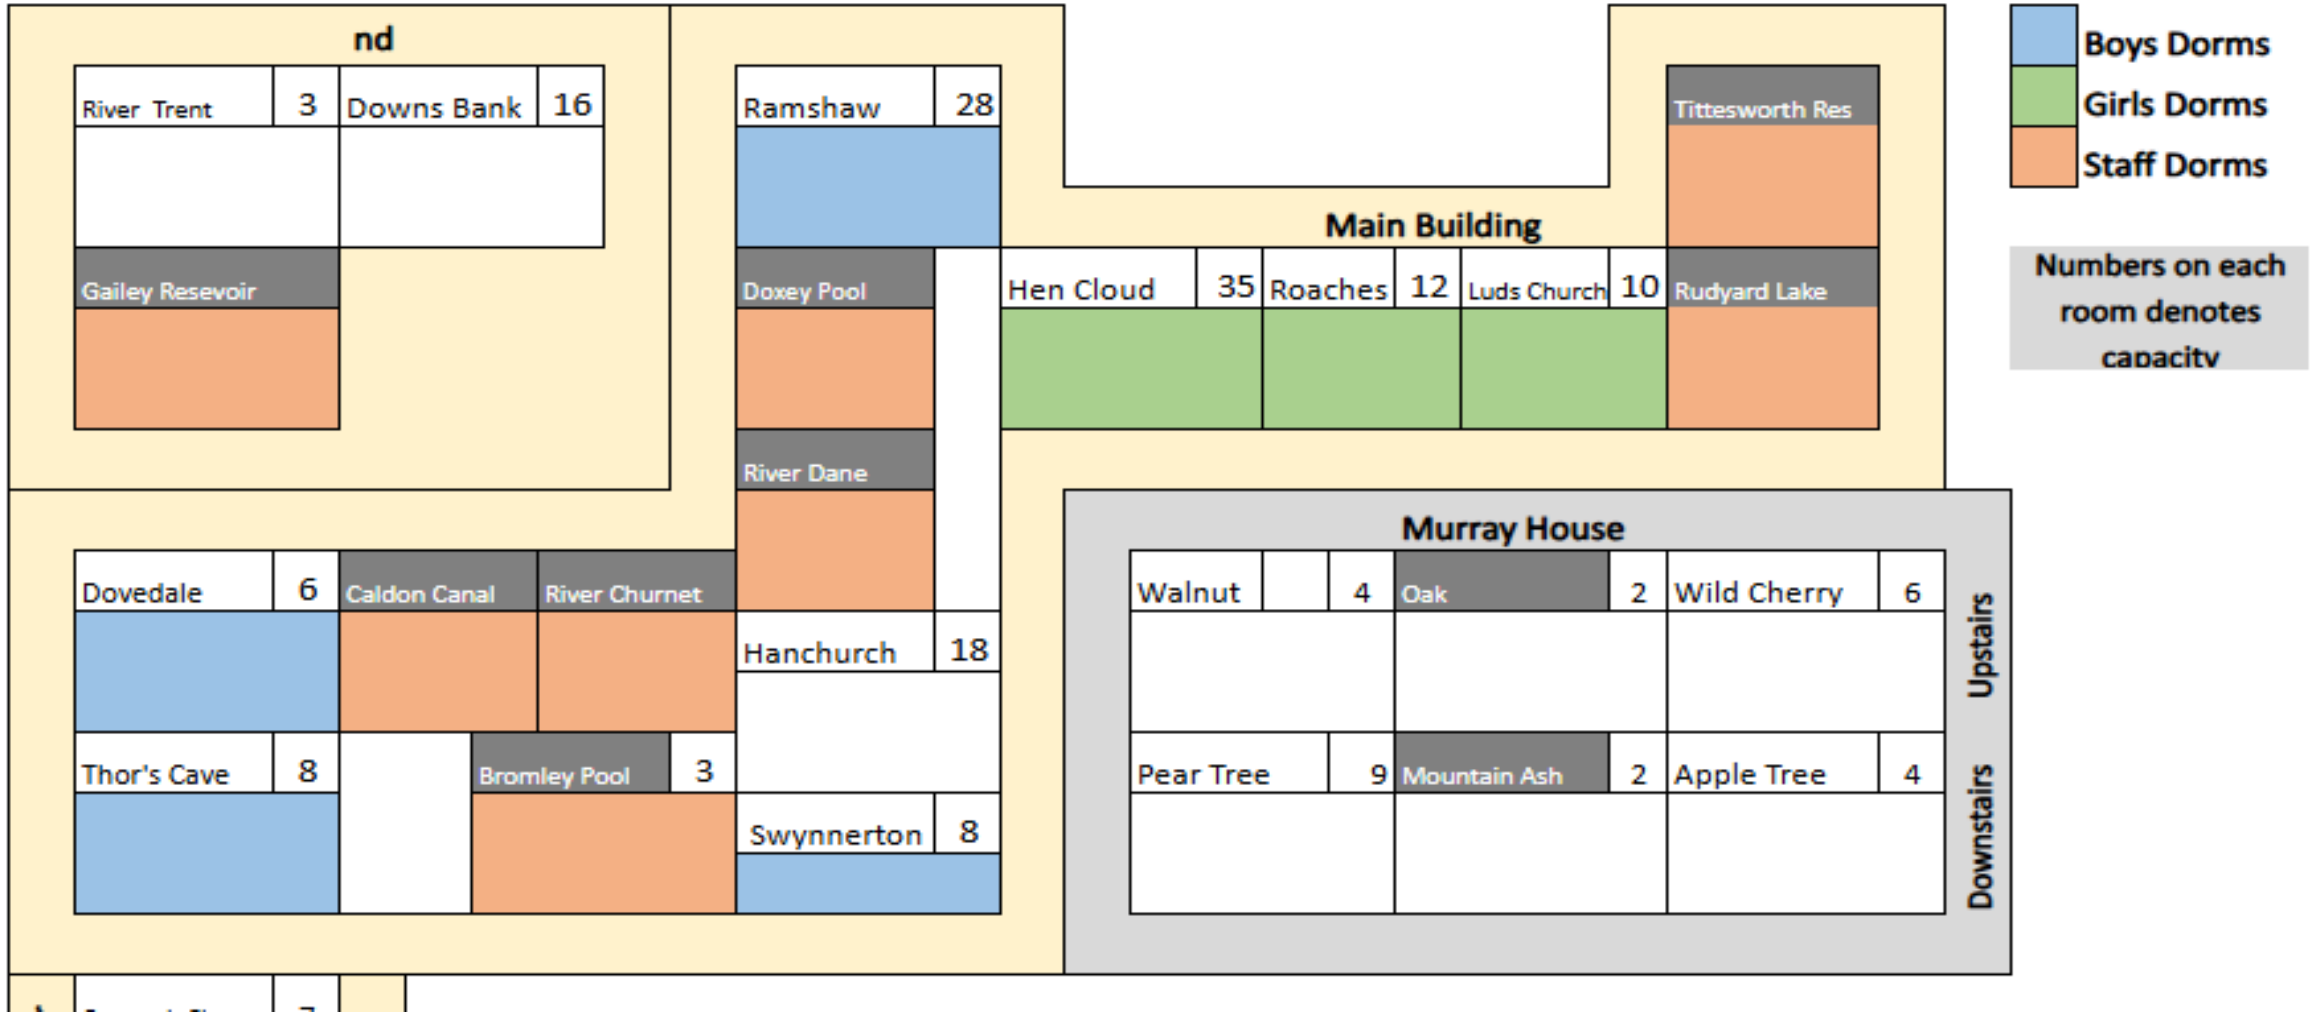 nd
River Trent 3 Downs Bank 16
Ramshaw 28
Tittesworth Res
Boys Dorms
Girls Dorms
Staff Dorms
Main Building
Gailey Resevoir
Doxey Pool
Hen Cloud 35 Roaches 12 Luds Church 10 Rudyard Lake
Numbers on each
room denotes
capacity
River Dane
Murray House
Dovedale 6 Caldon Canal River Churnet
Walnut 4 Oak 2 Wild Cherry 6
Upstairs
Hanchurch 18
Thor's Cave 8 Bromley Pool 3
Pear Tree 9 Mountain Ash 2 Apple Tree 4
Downstairs
Swynnerton 8